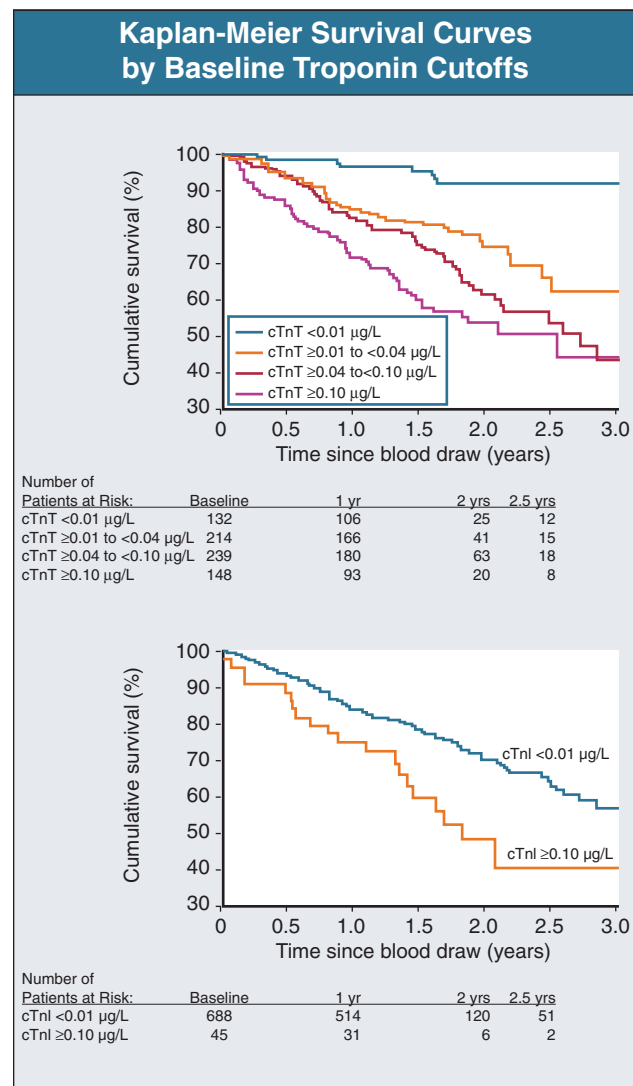 Kaplan-Meier Survival Curves
by Baseline Troponin Cutoffs
100
90
80
70
60
50
40
30
Cumulative survival (%)
cTnT <0.01 µg/L
cTnT ≥0.01 to <0.04 µg/L
cTnT ≥0.04 to<0.10 µg/L
cTnT ≥0.10 µg/L
0 0.5 1.0 1.5 2.0 2.5 3.0
Time since blood draw (years)
Number of
Patients at Risk: Baseline 1 yr 2 yrs 2.5 yrs
cTnT <0.01 µg/L 132 106 25 12
cTnT ≥0.01 to <0.04 µg/L 214 166 41 15
cTnT ≥0.04 to <0.10 µg/L 239 180 63 18
cTnT ≥0.10 µg/L 148 93 20 8
100
90
80
70
60
50
40
30
Cumulative survival (%)
cTnI <0.01 µg/L
cTnI ≥0.10 µg/L
0 0.5 1.0 1.5 2.0 2.5 3.0
Time since blood draw (years)
Number of
Patients at Risk: Baseline 1 yr 2 yrs 2.5 yrs
cTnI <0.01 µg/L 688 514 120 51
cTnI ≥0.10 µg/L 45 31 6 2